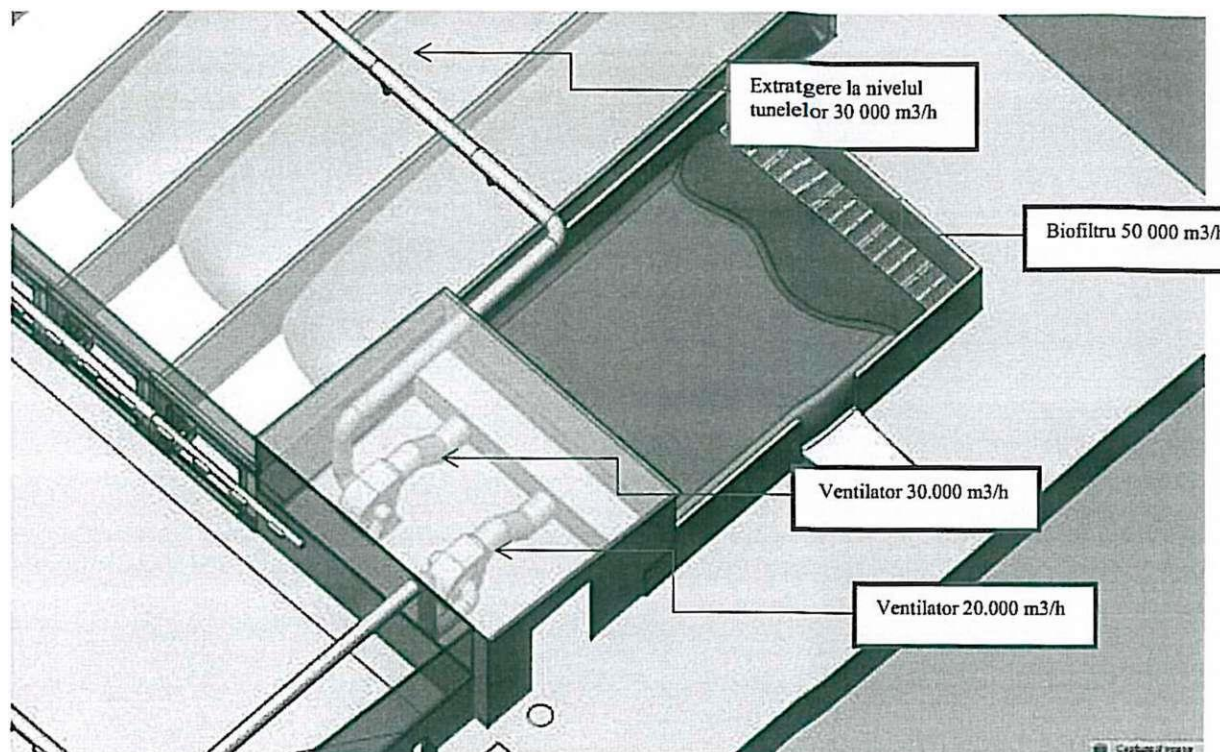 Extratgere la nivelul
tunelelor 30 000 m3/h
Biofiltru 50 000 m3/h
Ventilator 30.000 m3/h
Ventilator 20.000 m3/h